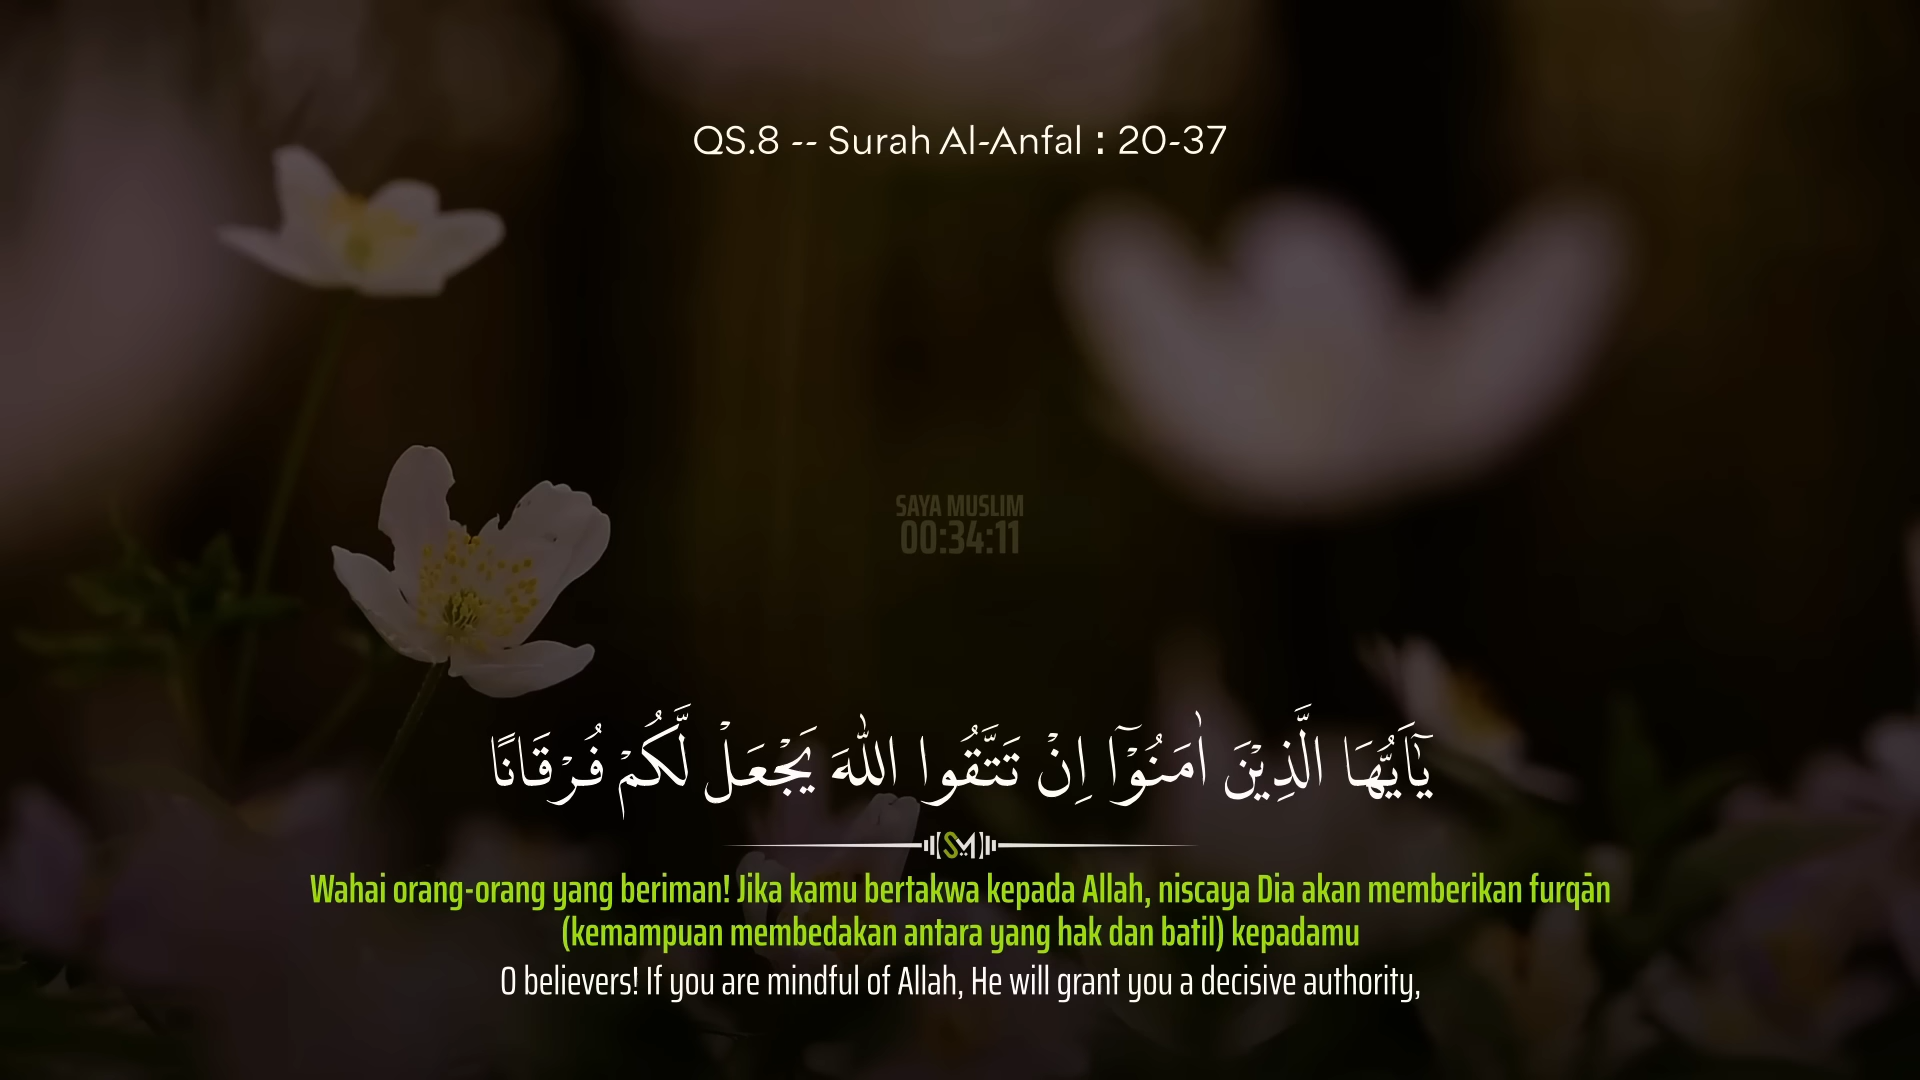 QS.8 -- Surah Al-Anfal : 20-37
SAYA MUSLIM
00:34:11
يٰٓاَيُّهَا الَّذِيْنَ اٰمَنُوْٓا اِنْ تَتَّقُوا اللّٰهَ يَجْعَلْ لَّكُمْ فُرْقَانًا
SM
Wahai orang-orang yang beriman! Jika kamu bertakwa kepada Allah, niscaya Dia akan memberikan furqān
(kemampuan membedakan antara yang hak dan batil) kepadamu
O believers! If you are mindful of Allah, He will grant you a decisive authority,